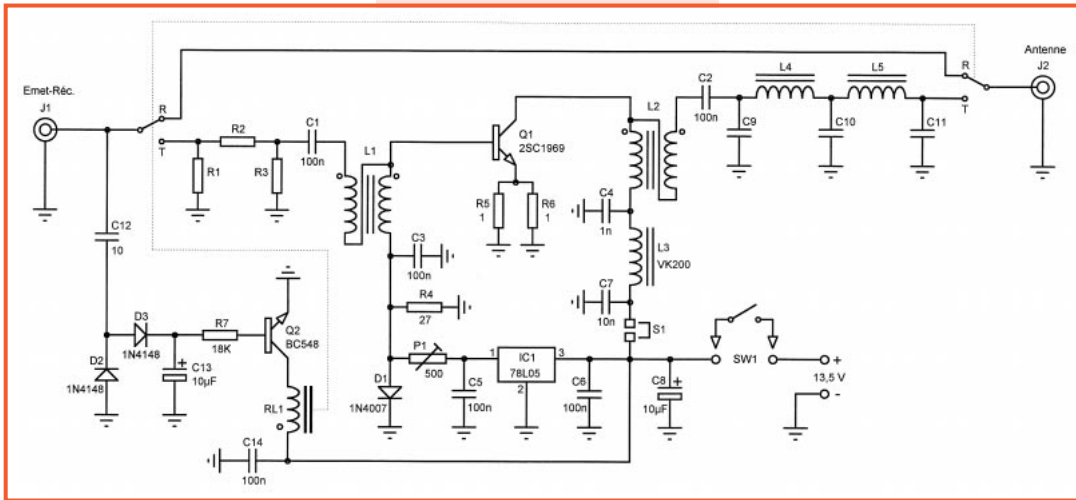 Antenne
J2
R
T
L4
L5
C2
100n
C9
C10
C11
Emet-Réc.
J1
R
T
R2
R1
R3
C1
100n
L1
Q1
2SC1969
L2
R5
1
R6
1
C4
1n
L3
VK200
C7
10n
S1
C3
100n
R4
27
C12
10
D3
1N4148
D2
1N4148
C13
10µF
R7
18K
Q2
BC548
RL1
C14
100n
D1
1N4007
P1
500
C5
100n
1
IC1
78L05
3
2
C6
100n
C8
10µF
SW1
+
13,5 V
-